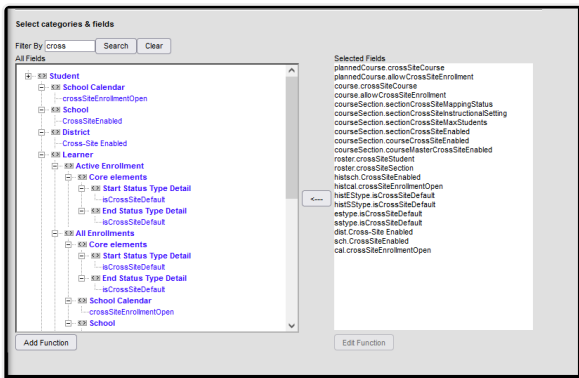 Select categories & fields
Filter By cross Search Clear
All Fields
Student
School Calendar
crossSiteEnrollmentOpen
School
CrossSiteEnabled
District
Cross-Site Enabled
Learner
Active Enrollment
Core elements
Start Status Type Detail
isCrossSiteDefault
End Status Type Detail
isCrossSiteDefault
All Enrollments
Core elements
Start Status Type Detail
isCrossSiteDefault
End Status Type Detail
isCrossSiteDefault
School Calendar
crossSiteEnrollmentOpen
School
Add Function
<---
Selected Fields
plannedCourse.crossSiteCourse
plannedCourse.allowCrossSiteEnrollment
course.crossSiteCourse
course.allowCrossSiteEnrollment
courseSection.sectionCrossSiteMappingStatus
courseSection.sectionCrossSiteInstructionalSetting
courseSection.sectionCrossSiteMaxStudents
courseSection.sectionCrossSiteEnabled
courseSection.courseCrossSiteEnabled
courseSection.courseMasterCrossSiteEnabled
roster.crossSiteStudent
roster.crossSiteSection
histsch.CrossSiteEnabled
histcal.crossSiteEnrollmentOpen
histEStype.isCrossSiteDefault
histSStype.isCrossSiteDefault
estype.isCrossSiteDefault
sstype.isCrossSiteDefault
dist.Cross-Site Enabled
sch.CrossSiteEnabled
cal.crossSiteEnrollmentOpen
Edit Function